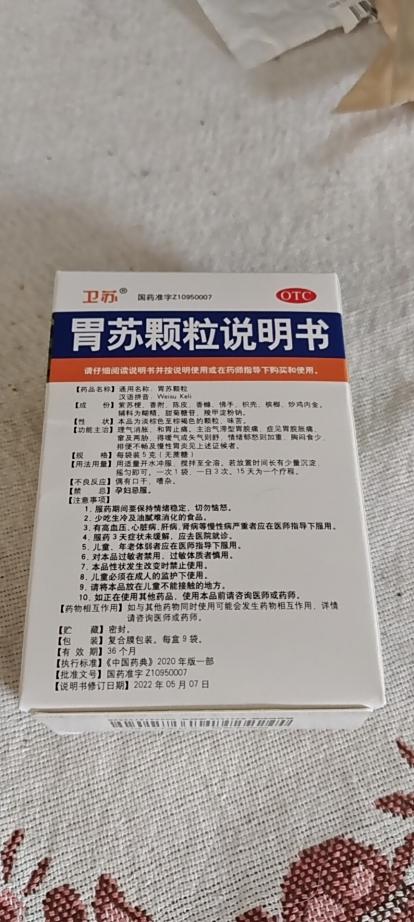 卫苏® 国药准字Z10950007 OTC
胃苏颗粒说明书
请仔细阅读说明书并按说明使用或在药师指导下购买和使用。
【药品名称】通用名称：胃苏颗粒
汉语拼音：Weisu Keli
【成 份】紫苏梗、香附、陈皮、香橼、佛手、枳壳、槟榔、炒鸡内金。
辅料为糊精、甜菊糖苷、羧甲淀粉钠。
【性 状】本品为淡棕色至棕褐色的颗粒，味苦。
【功能主治】理气消胀，和胃止痛。主治气滞型胃脘痛，症见胃脘胀痛，
窜及两胁，得嗳气或矢气则舒，情绪郁怒则加重，胸闷食少，
排便不畅及慢性胃炎见上述证候者。
【规 格】每袋装5克（无蔗糖）
【用法用量】用适量开水冲服，搅拌至全溶。若放置时间长有少量沉淀，
摇匀即可。一次1袋，一日3次。15天为一个疗程。
【不良反应】偶有口干，嘈杂。
【禁 忌】孕妇忌服。
【注意事项】
1．服药期间要保持情绪稳定，切勿恼怒。
2．少吃生冷及油腻难消化的食品。
3．有高血压、心脏病、肝病、肾病等慢性病严重者应在医师指导下服用。
4．服药3天症状未缓解，应去医院就诊。
5．儿童、年老体弱者应在医师指导下服用。
6．对本品过敏者禁用，过敏体质者慎用。
7．本品性状发生改变时禁止使用。
8．儿童必须在成人的监护下使用。
9．请将本品放在儿童不能接触的地方。
10．如正在使用其他药品，使用本品前请咨询医师或药师。
【药物相互作用】如与其他药物同时使用可能会发生药物相互作用，详情
请咨询医师或药师。
【贮 藏】密封。
【包 装】复合膜包装。每盒9袋。
【有 效 期】36个月
【执行标准】《中国药典》2020年版一部
【批准文号】国药准字Z10950007
【说明书修订日期】2022年05月07日